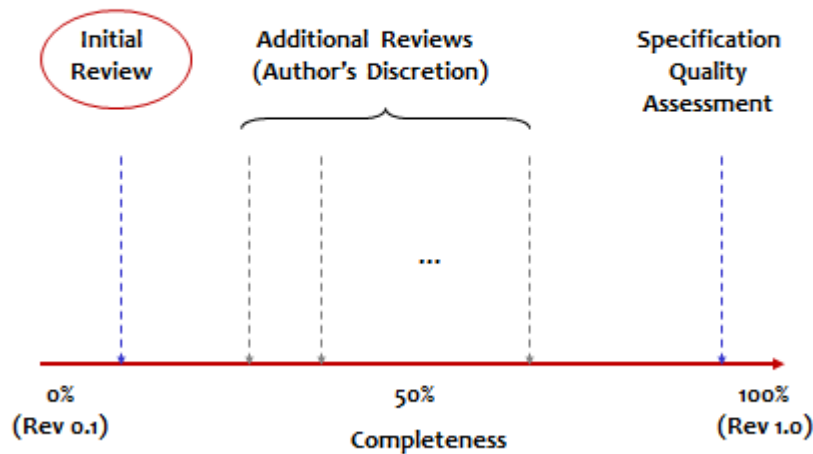 Initial
Review
Additional Reviews
(Author's Discretion)
Specification
Quality
Assessment
...
0%
(Rev 0.1)
50%
100%
(Rev 1.0)
Completeness